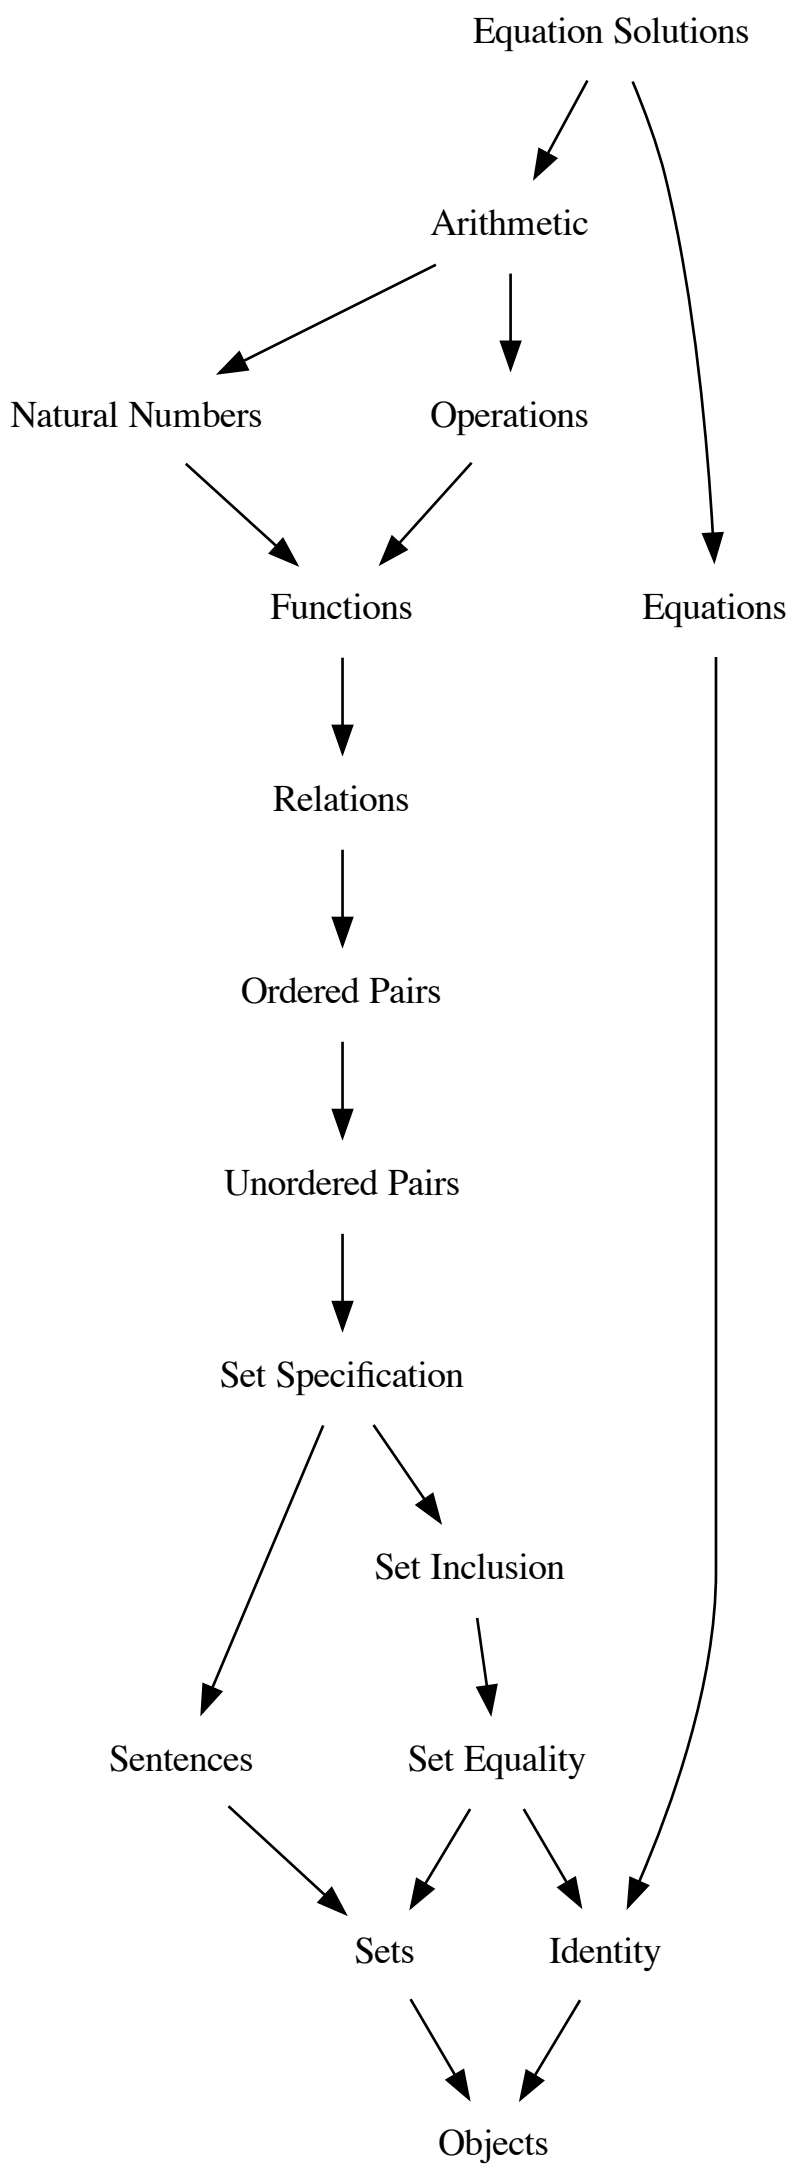 Equation Solutions
Arithmetic
Natural Numbers
Operations
Functions
Equations
Relations
Ordered Pairs
Unordered Pairs
Set Specification
Set Inclusion
Sentences
Set Equality
Sets
Identity
Objects